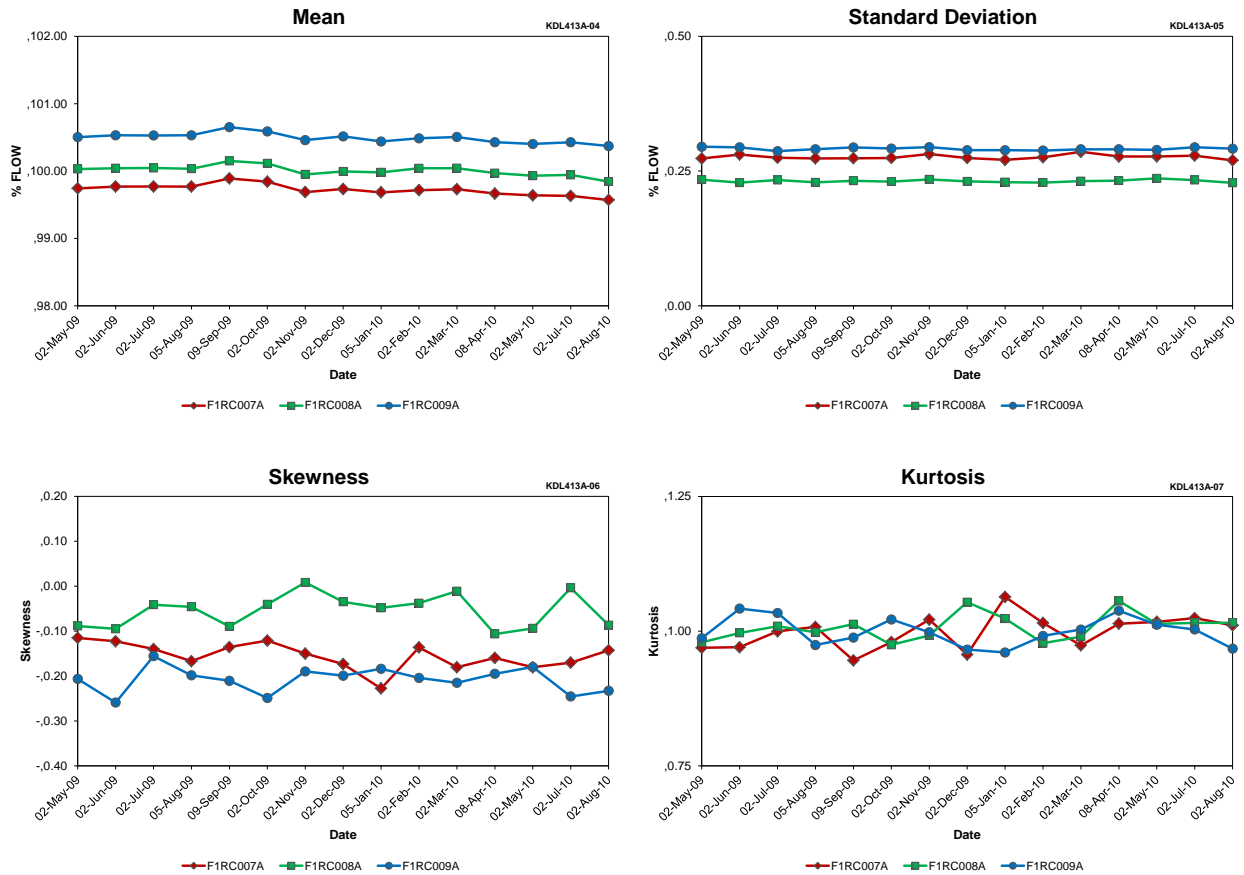 Mean
KDL413A-04
% FLOW
,102.00
,101.00
,100.00
,99.00
,98.00
02-May-09
02-Jun-09
02-Jul-09
05-Aug-09
09-Sep-09
02-Oct-09
02-Nov-09
02-Dec-09
05-Jan-10
02-Feb-10
02-Mar-10
08-Apr-10
02-May-10
02-Jul-10
02-Aug-10
Date
F1RC007A F1RC008A F1RC009A
Standard Deviation
KDL413A-05
% FLOW
,0.50
,0.25
,0.00
02-May-09
02-Jun-09
02-Jul-09
05-Aug-09
09-Sep-09
02-Oct-09
02-Nov-09
02-Dec-09
05-Jan-10
02-Feb-10
02-Mar-10
08-Apr-10
02-May-10
02-Jul-10
02-Aug-10
Date
F1RC007A F1RC008A F1RC009A
Skewness
KDL413A-06
Skewness
,0.20
,0.00
-,0.10
-,0.20
-,0.30
-,0.40
02-May-09
02-Jun-09
02-Jul-09
05-Aug-09
09-Sep-09
02-Oct-09
02-Nov-09
02-Dec-09
05-Jan-10
02-Feb-10
02-Mar-10
08-Apr-10
02-May-10
02-Jul-10
02-Aug-10
Date
F1RC007A F1RC008A F1RC009A
Kurtosis
KDL413A-07
Kurtosis
,1.25
,1.00
,0.75
02-May-09
02-Jun-09
02-Jul-09
05-Aug-09
09-Sep-09
02-Oct-09
02-Nov-09
02-Dec-09
05-Jan-10
02-Feb-10
02-Mar-10
08-Apr-10
02-May-10
02-Jul-10
02-Aug-10
Date
F1RC007A F1RC008A F1RC009A